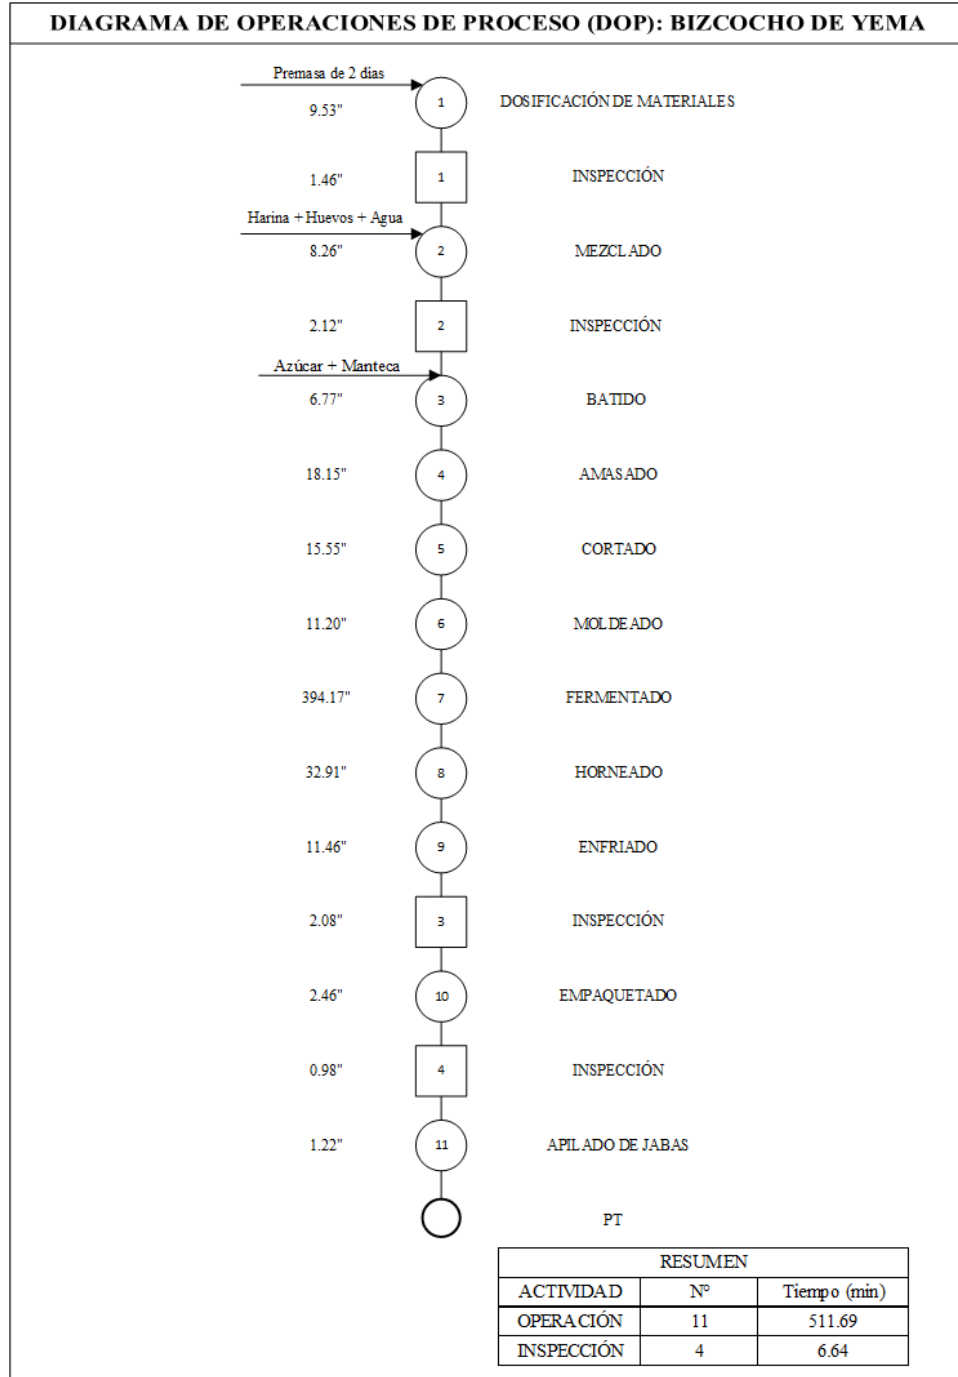 DIAGRAMA DE OPERACIONES DE PROCESO (DOP): BIZCOCHO DE YEMA
Premasa de 2 días
9.53" 1 DOSIFICACIÓN DE MATERIALES
1.46" 1 INSPECCIÓN
Harina + Huevos + Agua
8.26" 2 MEZCLADO
2.12" 2 INSPECCIÓN
Azúcar + Manteca
6.77" 3 BATIDO
18.15" 4 AMASADO
15.55" 5 CORTADO
11.20" 6 MOLDEADO
394.17" 7 FERMENTADO
32.91" 8 HORNEADO
11.46" 9 ENFRIADO
2.08" 3 INSPECCIÓN
2.46" 10 EMPAQUETADO
0.98" 4 INSPECCIÓN
1.22" 11 APILADO DE JABAS
PT
RESUMEN
ACTIVIDAD N° Tiempo (min)
OPERACIÓN 11 511.69
INSPECCIÓN 4 6.64